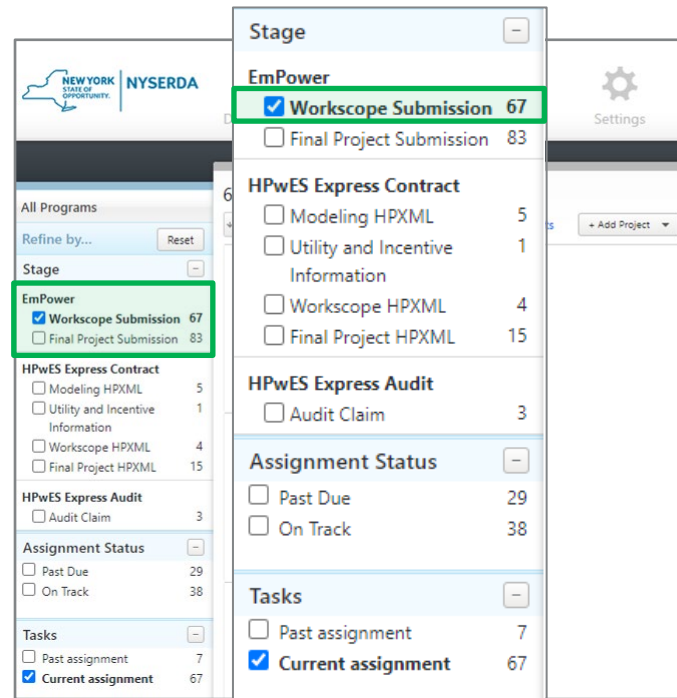 NEW YORK
STATE OF
OPPORTUNITY.
NYSERDA
D
Settings
All Programs
Refine by...
Reset
Stage
EmPower
Workscope Submission 67
Final Project Submission 83
HPwES Express Contract
Modeling HPXML 5
Utility and Incentive 1
Information
Workscope HPXML 4
Final Project HPXML 15
HPwES Express Audit
Audit Claim 3
Assignment Status
Past Due 29
On Track 38
Tasks
Past assignment 7
Current assignment 67
6
Stage
EmPower
Workscope Submission 67
Final Project Submission 83
HPwES Express Contract
Modeling HPXML 5
Utility and Incentive 1
Information
Workscope HPXML 4
Final Project HPXML 15
HPwES Express Audit
Audit Claim 3
Assignment Status
Past Due 29
On Track 38
Tasks
Past assignment 7
Current assignment 67
ts
+ Add Project